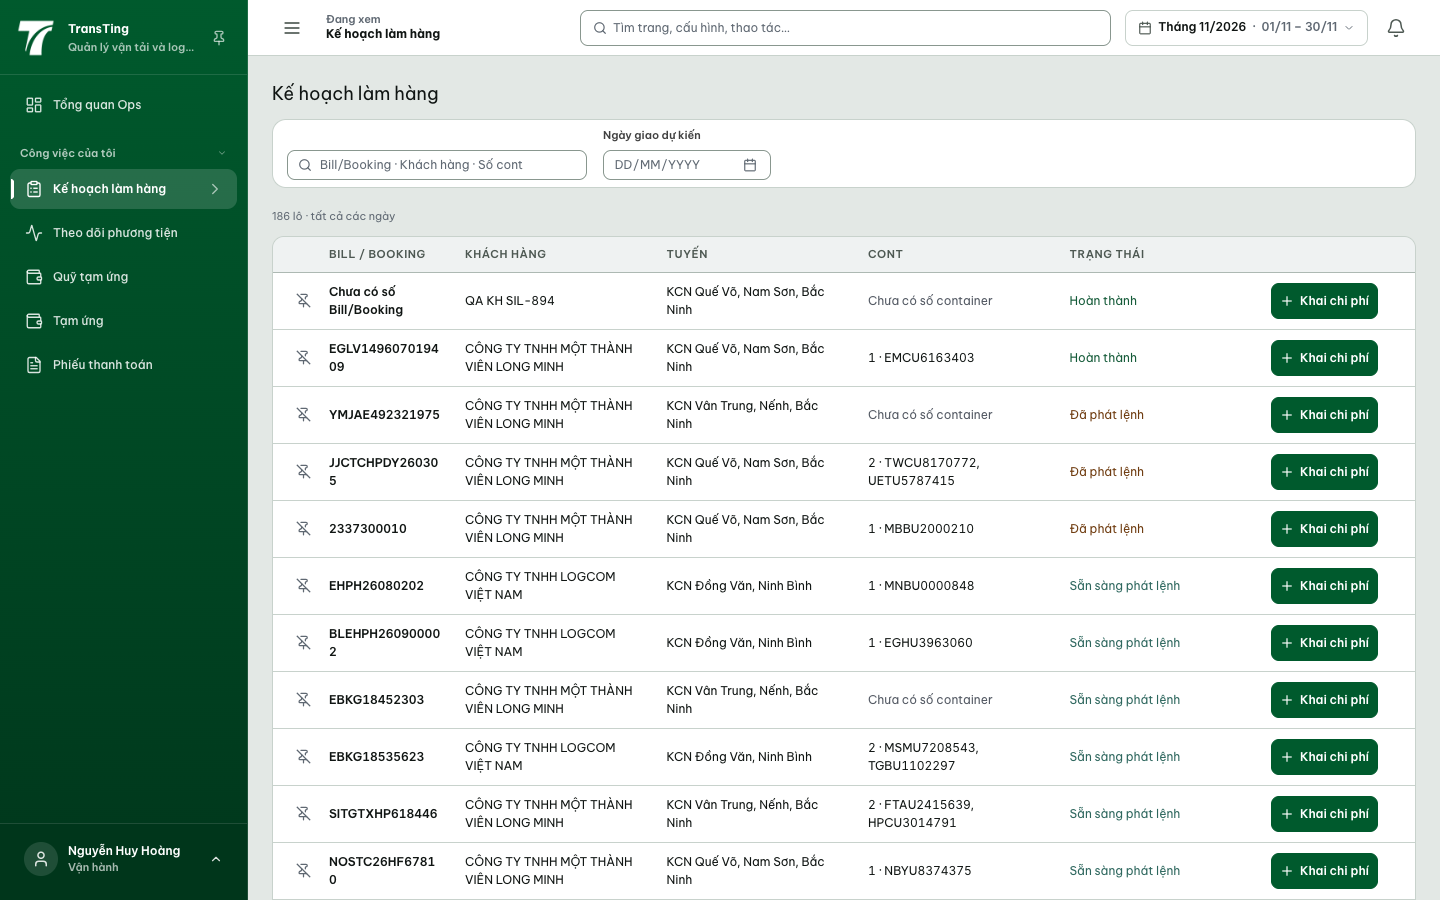 TransTing
Quản lý vận tải và log...
Tổng quan Ops
Công việc của tôi
Kế hoạch làm hàng
Theo dõi phương tiện
Quỹ tạm ứng
Tạm ứng
Phiếu thanh toán
Nguyễn Huy Hoàng
Vận hành
Đang xem
Kế hoạch làm hàng
Tìm trang, cấu hình, thao tác...
Tháng 11/2026 · 01/11 – 30/11
Kế hoạch làm hàng
Ngày giao dự kiến
Bill/Booking · Khách hàng · Số cont
DD/MM/YYYY
186 lô · tất cả các ngày
BILL / BOOKING KHÁCH HÀNG TUYẾN CONT TRẠNG THÁI
Chưa có số
Bill/Booking
QA KH SIL-894
KCN Quế Võ, Nam Sơn, Bắc
Ninh
Chưa có số container
Hoàn thành
Khai chi phí
EGLV1496070194
09
CÔNG TY TNHH MỘT THÀNH
VIÊN LONG MINH
KCN Quế Võ, Nam Sơn, Bắc
Ninh
1 · EMCU6163403
Hoàn thành
Khai chi phí
YMJAE492321975
CÔNG TY TNHH MỘT THÀNH
VIÊN LONG MINH
KCN Vân Trung, Nếnh, Bắc
Ninh
Chưa có số container
Đã phát lệnh
Khai chi phí
JJCTCHPDY26030
5
CÔNG TY TNHH MỘT THÀNH
VIÊN LONG MINH
KCN Quế Võ, Nam Sơn, Bắc
Ninh
2 · TWCU8170772,
UETU5787415
Đã phát lệnh
Khai chi phí
2337300010
CÔNG TY TNHH MỘT THÀNH
VIÊN LONG MINH
KCN Quế Võ, Nam Sơn, Bắc
Ninh
1 · MBBU2000210
Đã phát lệnh
Khai chi phí
EHPH26080202
CÔNG TY TNHH LOGCOM
VIỆT NAM
KCN Đồng Văn, Ninh Bình
1 · MNBU0000848
Sẵn sàng phát lệnh
Khai chi phí
BLEHPH26090000
2
CÔNG TY TNHH LOGCOM
VIỆT NAM
KCN Đồng Văn, Ninh Bình
1 · EGHU3963060
Sẵn sàng phát lệnh
Khai chi phí
EBKG18452303
CÔNG TY TNHH MỘT THÀNH
VIÊN LONG MINH
KCN Vân Trung, Nếnh, Bắc
Ninh
Chưa có số container
Sẵn sàng phát lệnh
Khai chi phí
EBKG18535623
CÔNG TY TNHH LOGCOM
VIỆT NAM
KCN Đồng Văn, Ninh Bình
2 · MSMU7208543,
TGBU1102297
Sẵn sàng phát lệnh
Khai chi phí
SITGTXHP618446
CÔNG TY TNHH MỘT THÀNH
VIÊN LONG MINH
KCN Vân Trung, Nếnh, Bắc
Ninh
2 · FTAU2415639,
HPCU3014791
Sẵn sàng phát lệnh
Khai chi phí
NOSTC26HF6781
0
CÔNG TY TNHH MỘT THÀNH
VIÊN LONG MINH
KCN Quế Võ, Nam Sơn, Bắc
Ninh
1 · NBYU8374375
Sẵn sàng phát lệnh
Khai chi phí